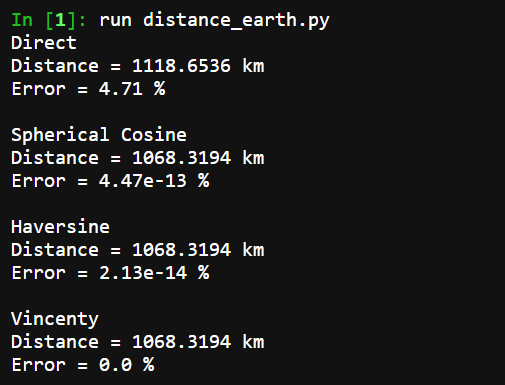 In [1]: run distance_earth.py
Direct
Distance = 1118.6536 km
Error = 4.71 %
Spherical Cosine
Distance = 1068.3194 km
Error = 4.47e-13 %
Haversine
Distance = 1068.3194 km
Error = 2.13e-14 %
Vincenty
Distance = 1068.3194 km
Error = 0.0 %